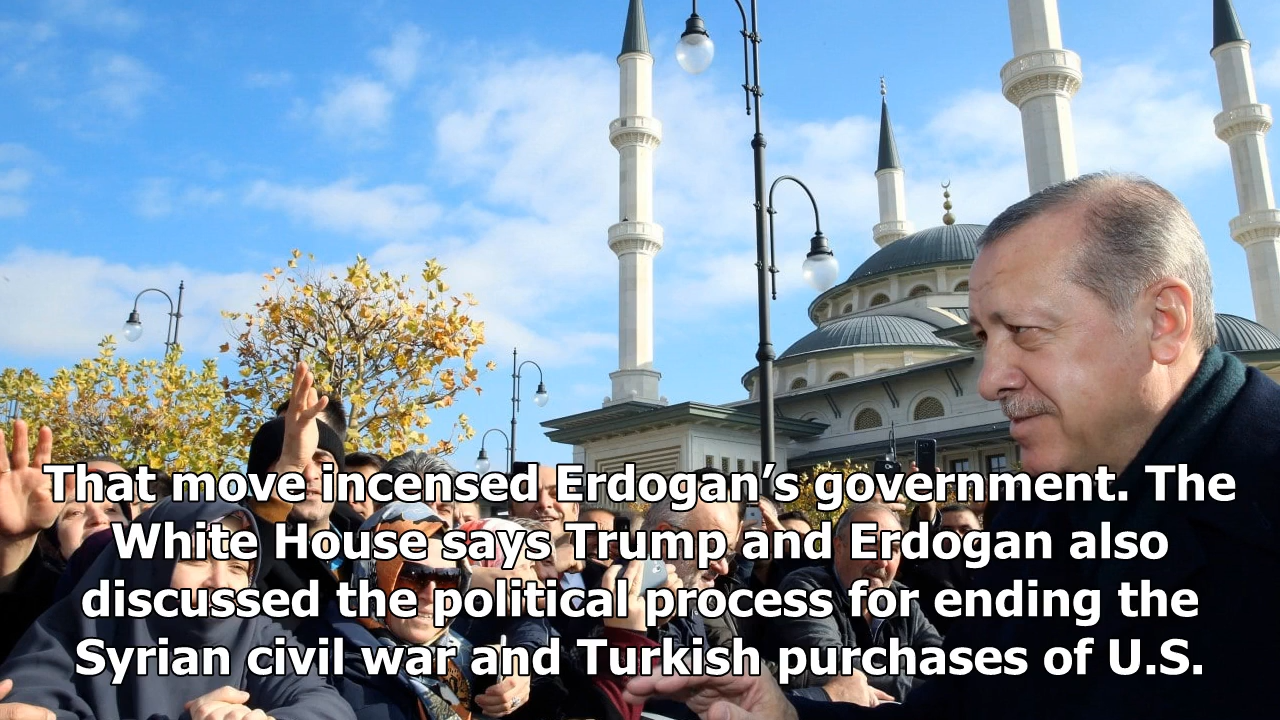 That move incensed Erdogan’s government. The
White House says Trump and Erdogan also
discussed the political process for ending the
Syrian civil war and Turkish purchases of U.S.